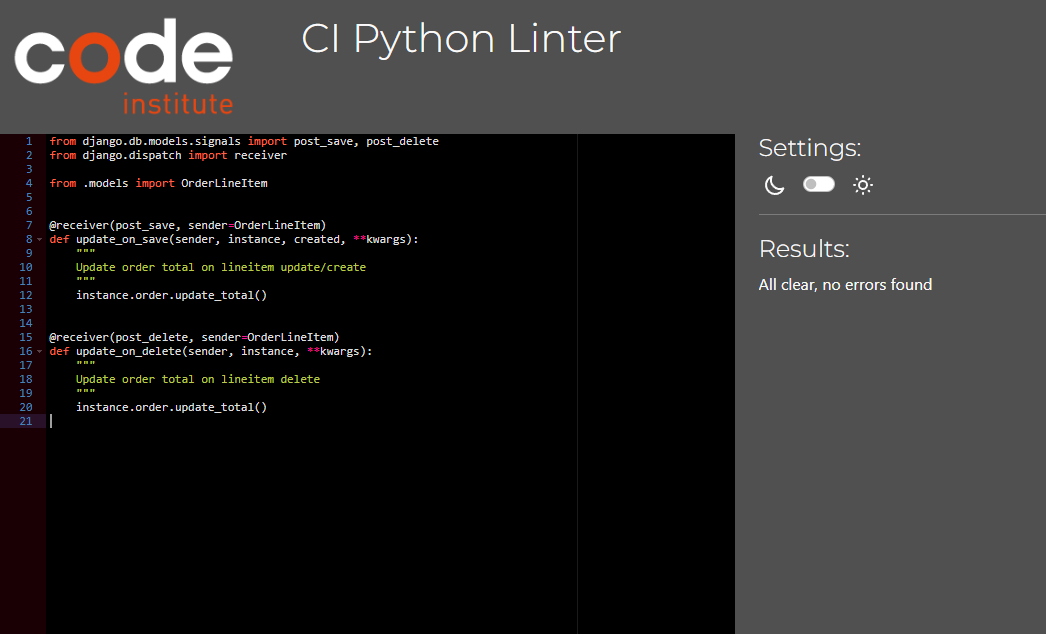 code
institute
CI Python Linter
1 from django.db.models.signals import post_save, post_delete
2 from django.dispatch import receiver
3
4 from .models import OrderLineItem
5
6
7 @receiver(post_save, sender=OrderLineItem)
8 def update_on_save(sender, instance, created, **kwargs):
9     """
10     Update order total on lineitem update/create
11     """
12     instance.order.update_total()
13
14
15 @receiver(post_delete, sender=OrderLineItem)
16 def update_on_delete(sender, instance, **kwargs):
17     """
18     Update order total on lineitem delete
19     """
20     instance.order.update_total()
21
Settings:
Results:
All clear, no errors found